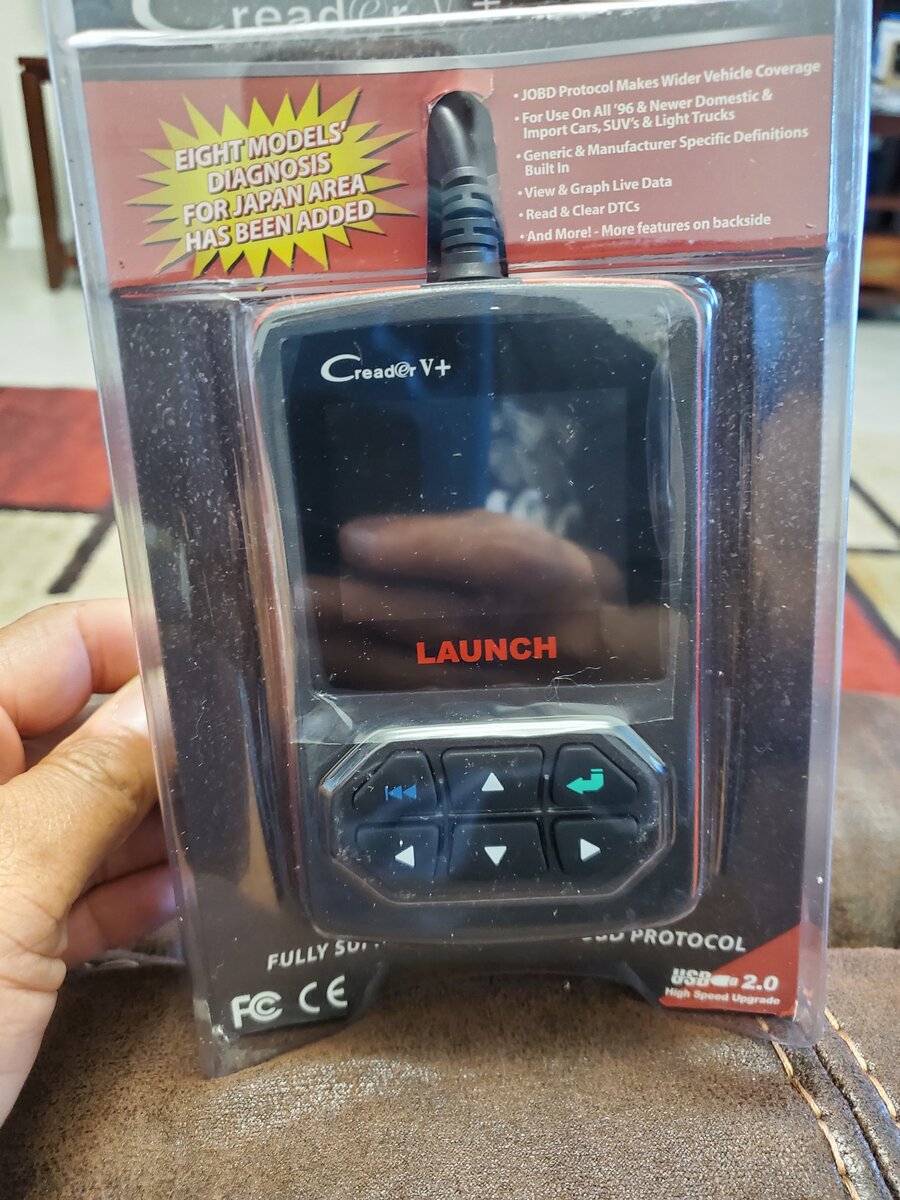 Creader V+
EIGHT MODELS'
DIAGNOSIS
FOR JAPAN AREA
HAS BEEN ADDED
• JOBD Protocol Makes Wider Vehicle Coverage
• For Use On All '96 & Newer Domestic &
Import Cars, SUV's & Light Trucks
• Generic & Manufacturer Specific Definitions
Built In
• View & Graph Live Data
• Read & Clear DTCs
• And More! - More features on backside
Creader V+
LAUNCH
FULLY
PROTOCOL
FC CE
USB 2.0
High Speed Upgrade